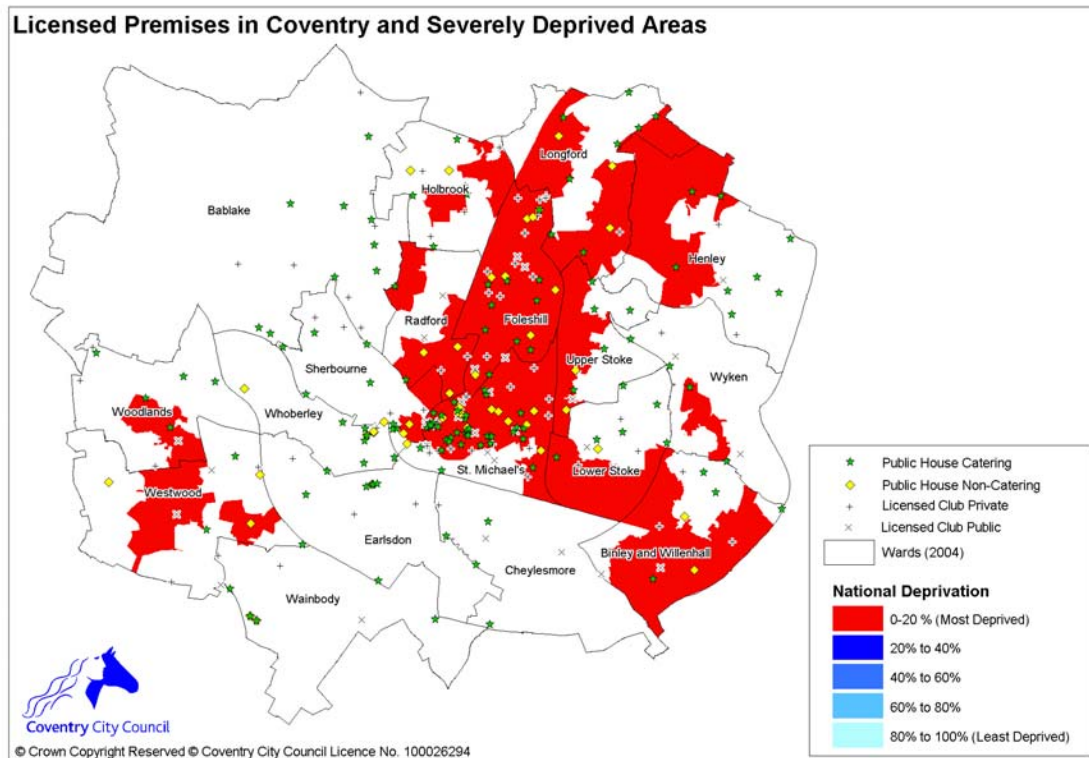 Licensed Premises in Coventry and Severely Deprived Areas
Longford
Holbrook
Bablake
Henley
Radford
Foleshill
Upper Stoke
Sherbourne
Wyken
Woodlands
Whoberley
St. Michael's
Lower Stoke
Westwood
Earlsdon
Binley and Willenhall
Cheylesmore
Wainbody
Public House Catering
Public House Non-Catering
Licensed Club Private
Licensed Club Public
Wards (2004)
National Deprivation
0-20 % (Most Deprived)
20% to 40%
40% to 60%
60% to 80%
80% to 100% (Least Deprived)
Coventry City Council
© Crown Copyright Reserved © Coventry City Council Licence No. 100026294